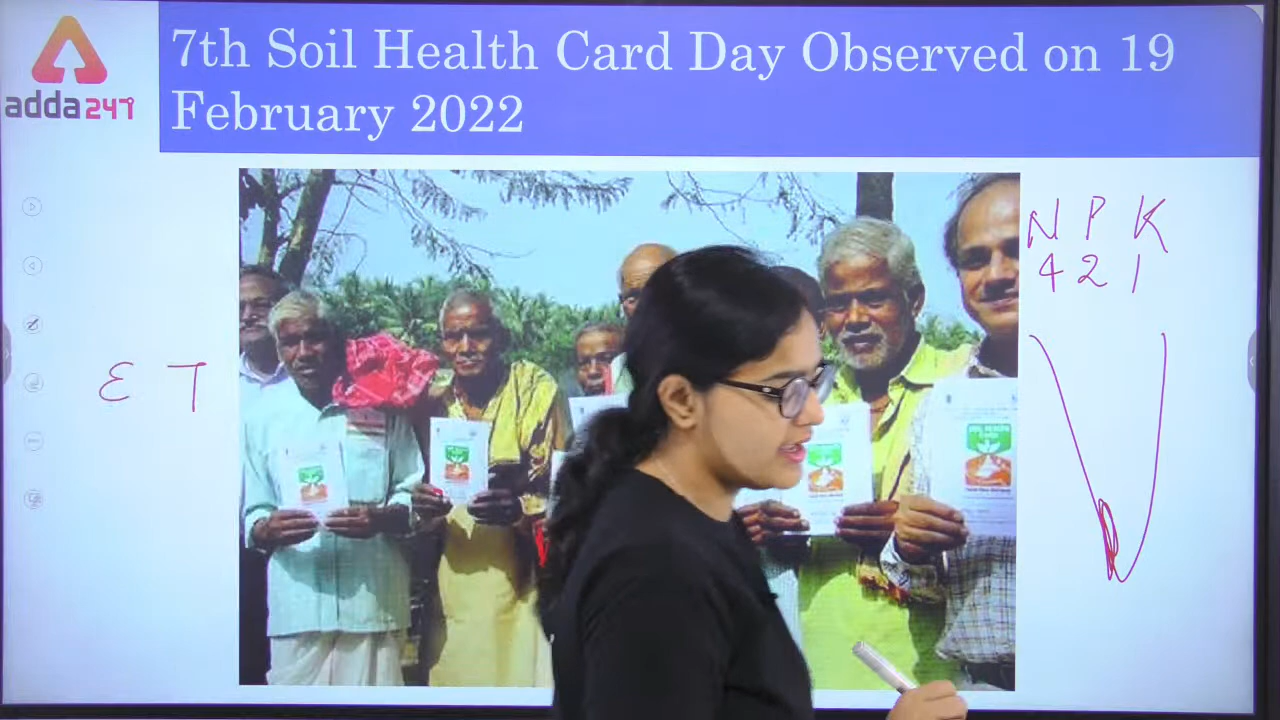 7th Soil Health Card Day Observed on 19
February 2022
adda247
N P K
4 2 1
E T